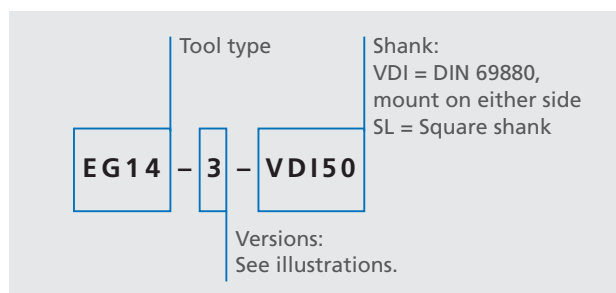 Tool type
Shank:
VDI = DIN 69880,
mount on either side
SL = Square shank
EG14 – 3 – VDI50
Versions:
See illustrations.